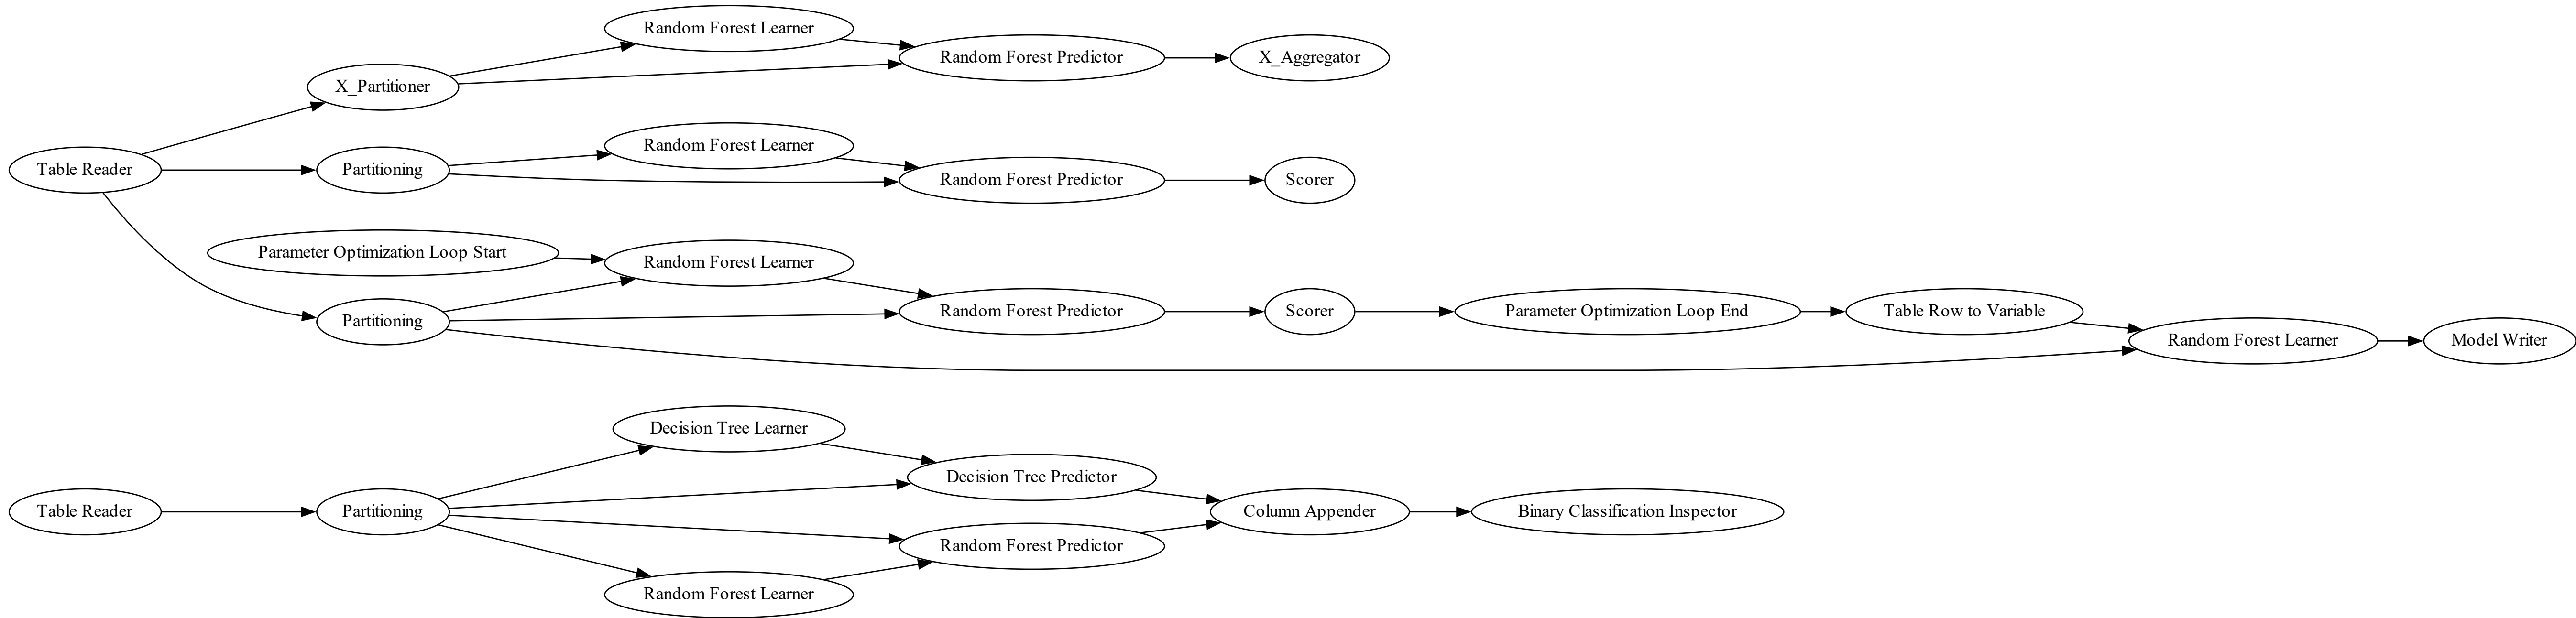 Random Forest Learner
Random Forest Predictor
X_Aggregator
X_Partitioner
Random Forest Learner
Table Reader
Partitioning
Random Forest Predictor
Scorer
Parameter Optimization Loop Start
Random Forest Learner
Partitioning
Random Forest Predictor
Scorer
Parameter Optimization Loop End
Table Row to Variable
Random Forest Learner
Model Writer
Decision Tree Learner
Decision Tree Predictor
Table Reader
Partitioning
Column Appender
Binary Classification Inspector
Random Forest Predictor
Random Forest Learner